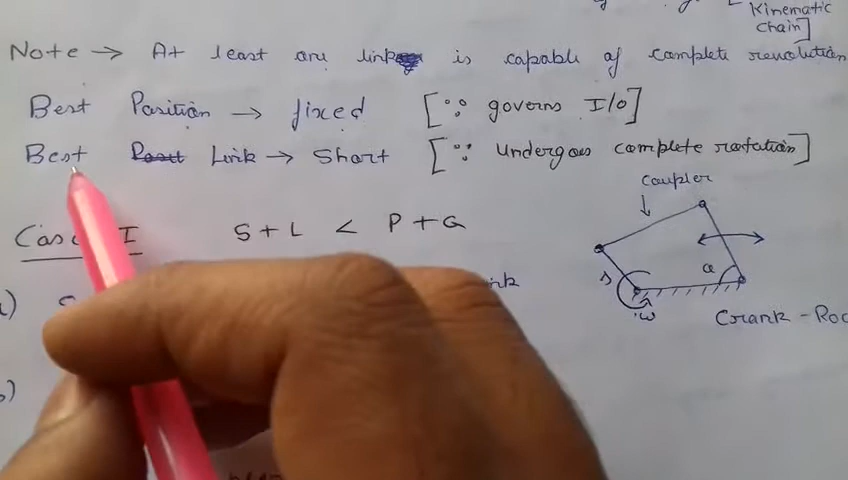 Kinematic
chain]
Note → At least one link is capable of complete revolution
Best Position → fixed [∵ governs I/O]
Best Link → Short [∵ undergoes complete rotation]
coupler
Case I S + L < P + Q
s
α
ω
Crank - Roc